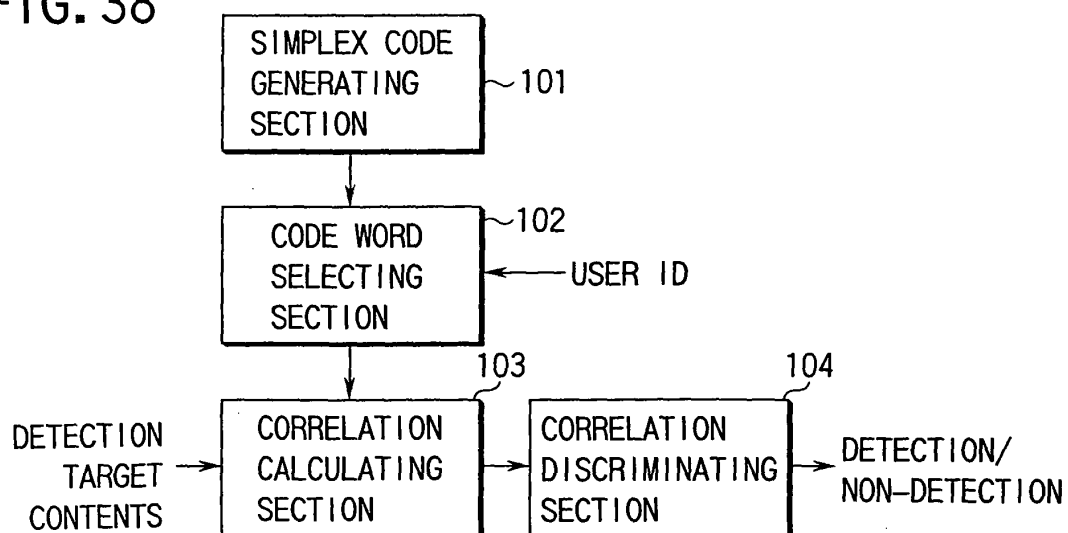 FIG. 38
SIMPLEX CODE
GENERATING
SECTION
101
CODE WORD
SELECTING
SECTION
102
USER ID
103
104
DETECTION
TARGET
CONTENTS
CORRELATION
CALCULATING
SECTION
CORRELATION
DISCRIMINATING
SECTION
DETECTION/
NON-DETECTION